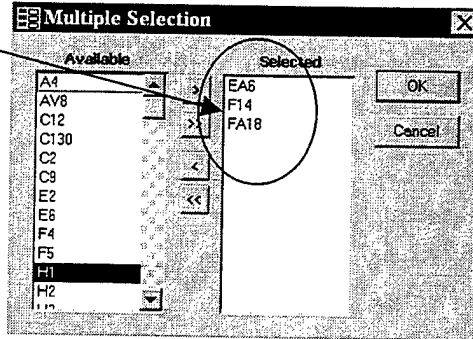 Multiple Selection
Available
Selected
A4
AV8
C12
C130
C2
C9
E2
E6
F4
F5
H1
H2
>
>>
<
<<
EA6
F14
FA18
OK
Cancel